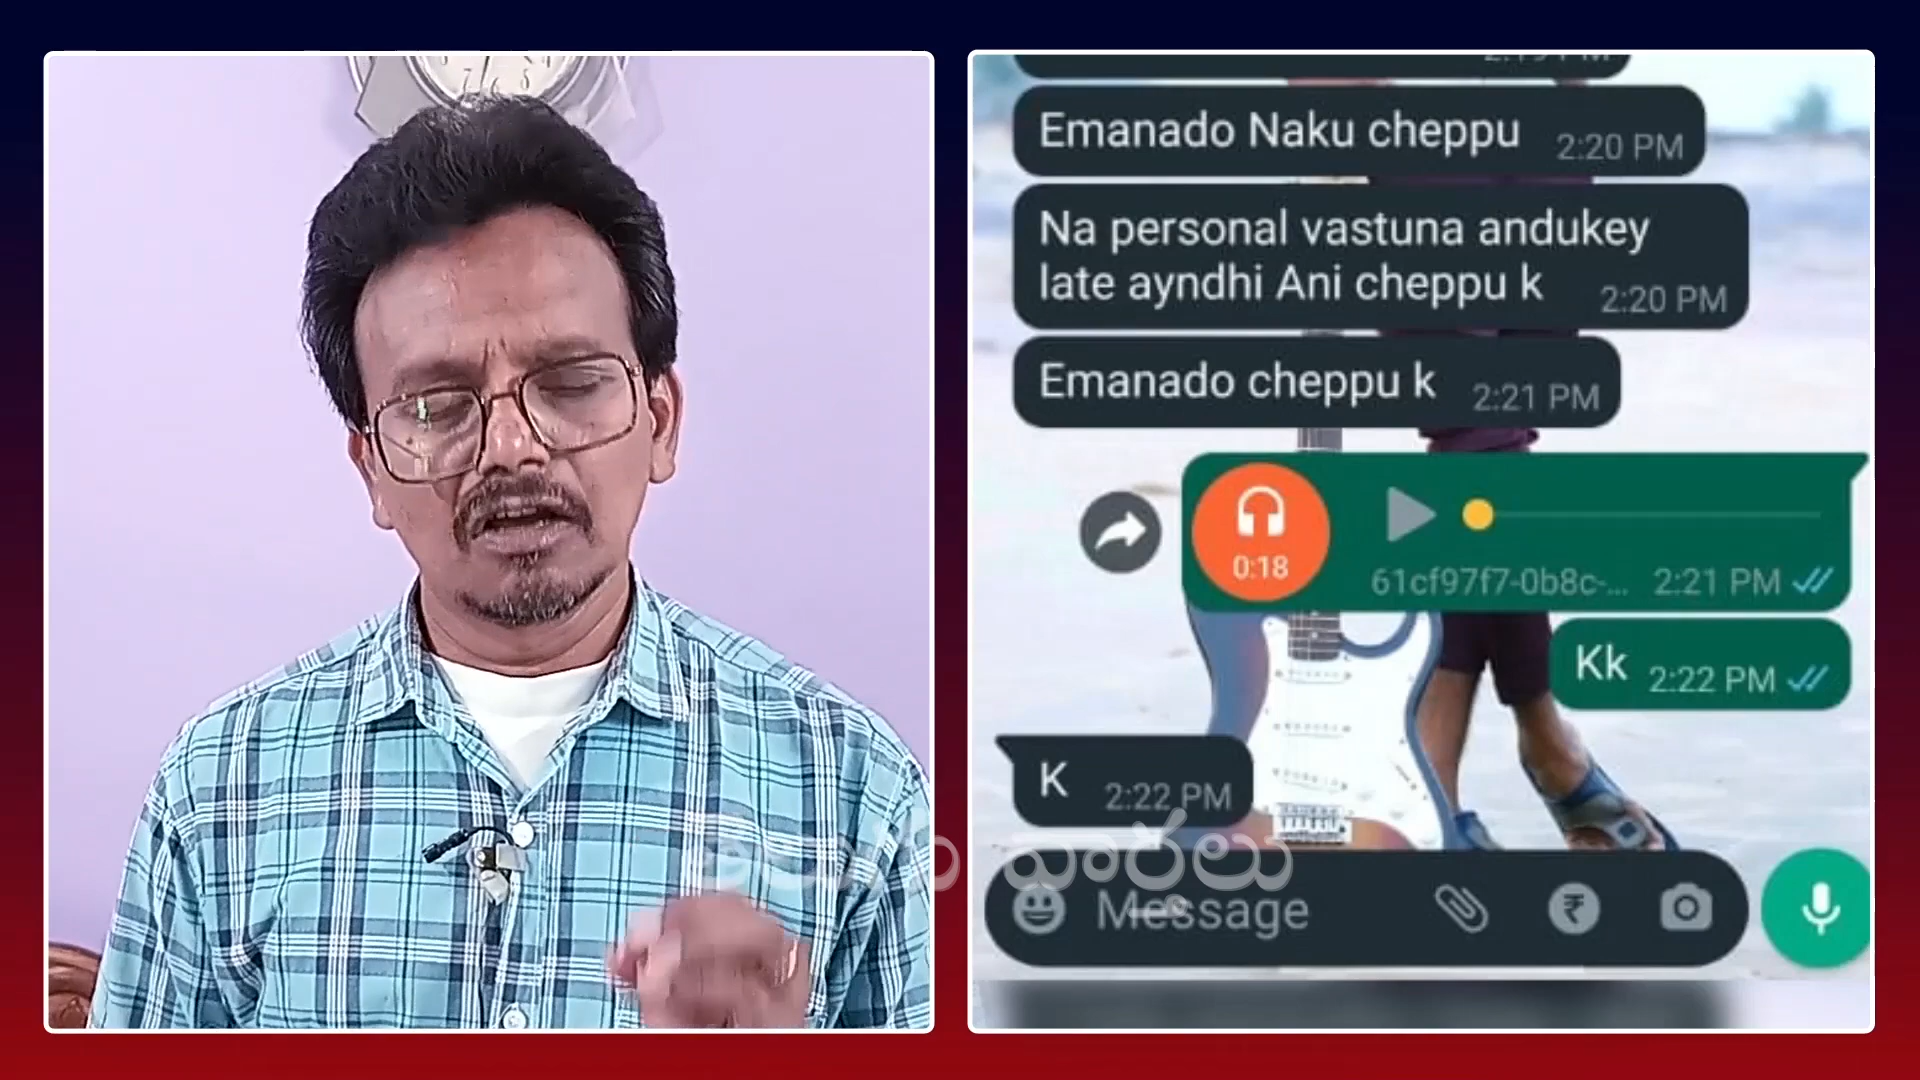 Emanado Naku cheppu 2:20 PM
Na personal vastuna andukey
late ayndhi Ani cheppu k 2:20 PM
Emanado cheppu k 2:21 PM
0:18
61cf97f7-0b8c-... 2:21 PM
Kk 2:22 PM
K 2:22 PM
తెలుగు వార్తలు
Message